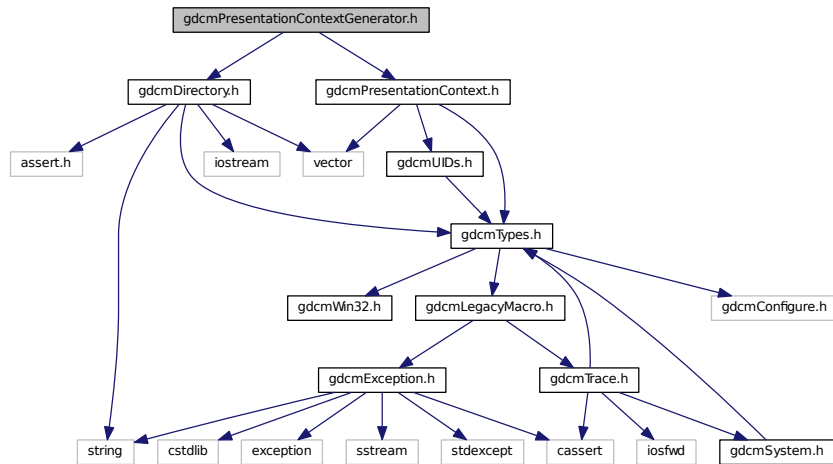 gdcmPresentationContextGenerator.h
gdcmDirectory.h
gdcmPresentationContext.h
assert.h
iostream
vector
gdcmUIDs.h
gdcmTypes.h
gdcmWin32.h
gdcmLegacyMacro.h
gdcmConfigure.h
gdcmException.h
gdcmTrace.h
string
cstdlib
exception
sstream
stdexcept
cassert
iosfwd
gdcmSystem.h